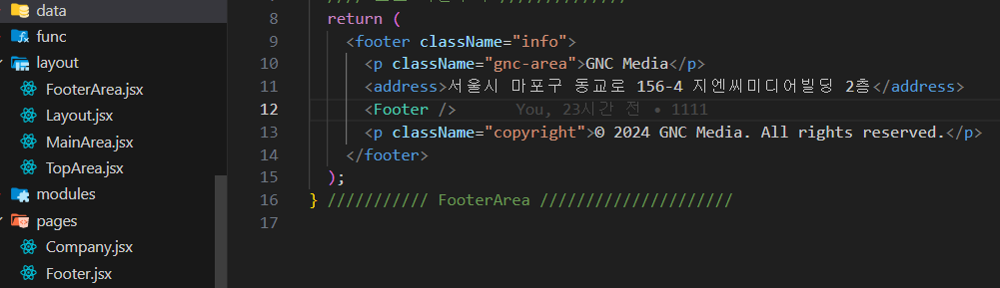 data
func
layout
FooterArea.jsx
Layout.jsx
MainArea.jsx
TopArea.jsx
modules
pages
Company.jsx
Footer.jsx
8 return (
9 <footer className="info">
10 <p className="gnc-area">GNC Media</p>
11 <address>서울시 마포구 동교로 156-4 지엔씨미디어빌딩 2층</address>
12 <Footer /> You, 23시간 전 • 1111
13 <p className="copyright">© 2024 GNC Media. All rights reserved.</p>
14 </footer>
15 );
16 } /////////// FooterArea /////////////////////
17